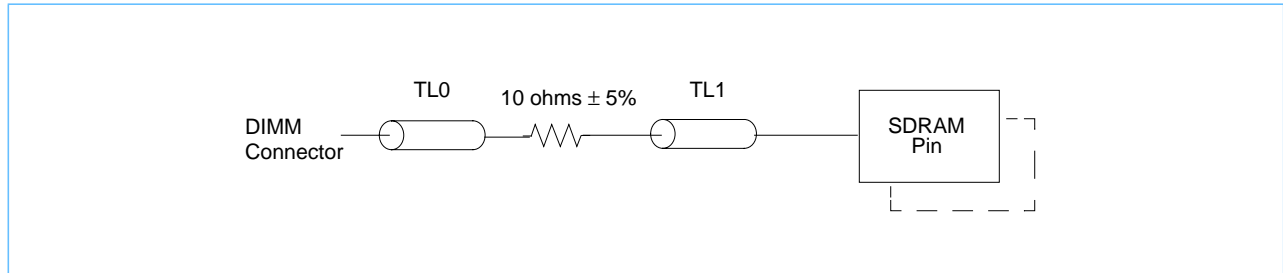 TL0
10 ohms ± 5%
TL1
DIMM
Connector
SDRAM
Pin